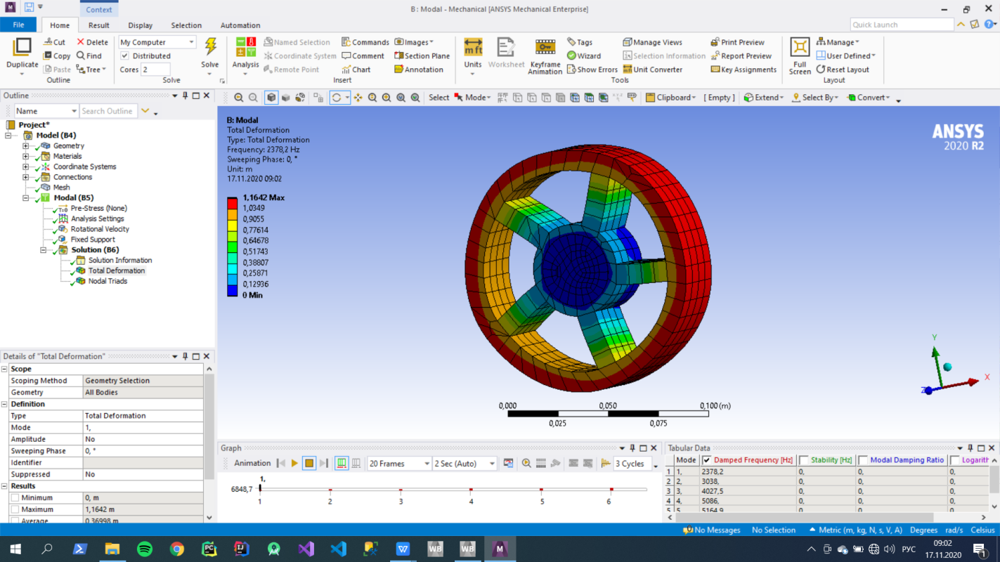 Context
B : Modal - Mechanical [ANSYS Mechanical Enterprise]
File Home Result Display Selection Automation
Quick Launch
Duplicate
Cut
Copy
Paste
Delete
Find
Tree
Outline
My Computer
Distributed
Cores 2
Solve
Solve
Analysis
Named Selection
Coordinate System
Remote Point
Commands
Comment
Chart
Images
Section Plane
Annotation
Insert
Units
Worksheet
Keyframe
Animation
Tags
Wizard
Show Errors
Manage Views
Selection Information
Unit Converter
Print Preview
Report Preview
Key Assignments
Tools
Full
Screen
Manage
User Defined
Reset Layout
Layout
Outline
Name Search Outline
Project*
Model (B4)
Geometry
Materials
Coordinate Systems
Connections
Mesh
Modal (B5)
Pre-Stress (None)
Analysis Settings
Rotational Velocity
Fixed Support
Solution (B6)
Solution Information
Total Deformation
Nodal Triads
Select Mode Clipboard [ Empty ] Extend Select By Convert
B: Modal
Total Deformation
Type: Total Deformation
Frequency: 2378,2 Hz
Sweeping Phase: 0, °
Unit: m
17.11.2020 09:02
1,1642 Max
1,0349
0,9055
0,77614
0,64678
0,51743
0,38807
0,25871
0,12936
0 Min
ANSYS
2020 R2
Y
X
Z
0,000 0,050 0,100 (m)
0,025 0,075
Details of "Total Deformation"
Scope
Scoping Method Geometry Selection
Geometry All Bodies
Definition
Type Total Deformation
Mode 1,
Amplitude No
Sweeping Phase 0, °
Identifier
Suppressed No
Results
Minimum 0, m
Maximum 1,1642 m
Average 0,36998 m
Graph
Animation 20 Frames 2 Sec (Auto) 3 Cycles
1,
6848,7
1 2 3 4 5 6
Tabular Data
Mode Damped Frequency [Hz] Stability [Hz] Modal Damping Ratio Logarith
1 1, 2378,2 0, 0, 0,
2 2, 3038, 0, 0, 0,
3 3, 4027,5 0, 0, 0,
4 4, 5086, 0, 0, 0,
5 5, 5164,9 0, 0, 0,
No Messages No Selection Metric (m, kg, N, s, V, A) Degrees rad/s Celsius
РУС
09:02
17.11.2020
1